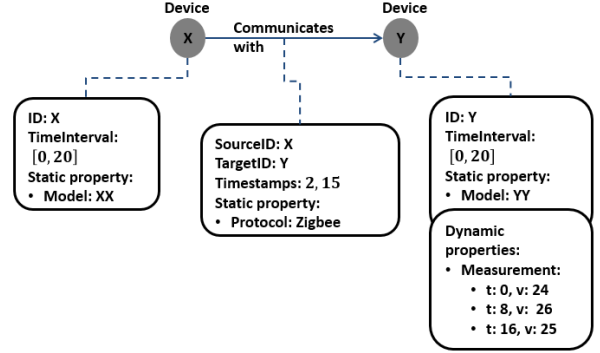 Device
Device
X
Communicates
with
Y
ID: X
TimeInterval:
[0, 20]
Static property:
• Model: XX
SourceID: X
TargetID: Y
Timestamps: 2, 15
Static property:
• Protocol: Zigbee
ID: Y
TimeInterval:
[0, 20]
Static property:
• Model: YY
Dynamic
properties:
• Measurement:
• t: 0, v: 24
• t: 8, v: 26
• t: 16, v: 25